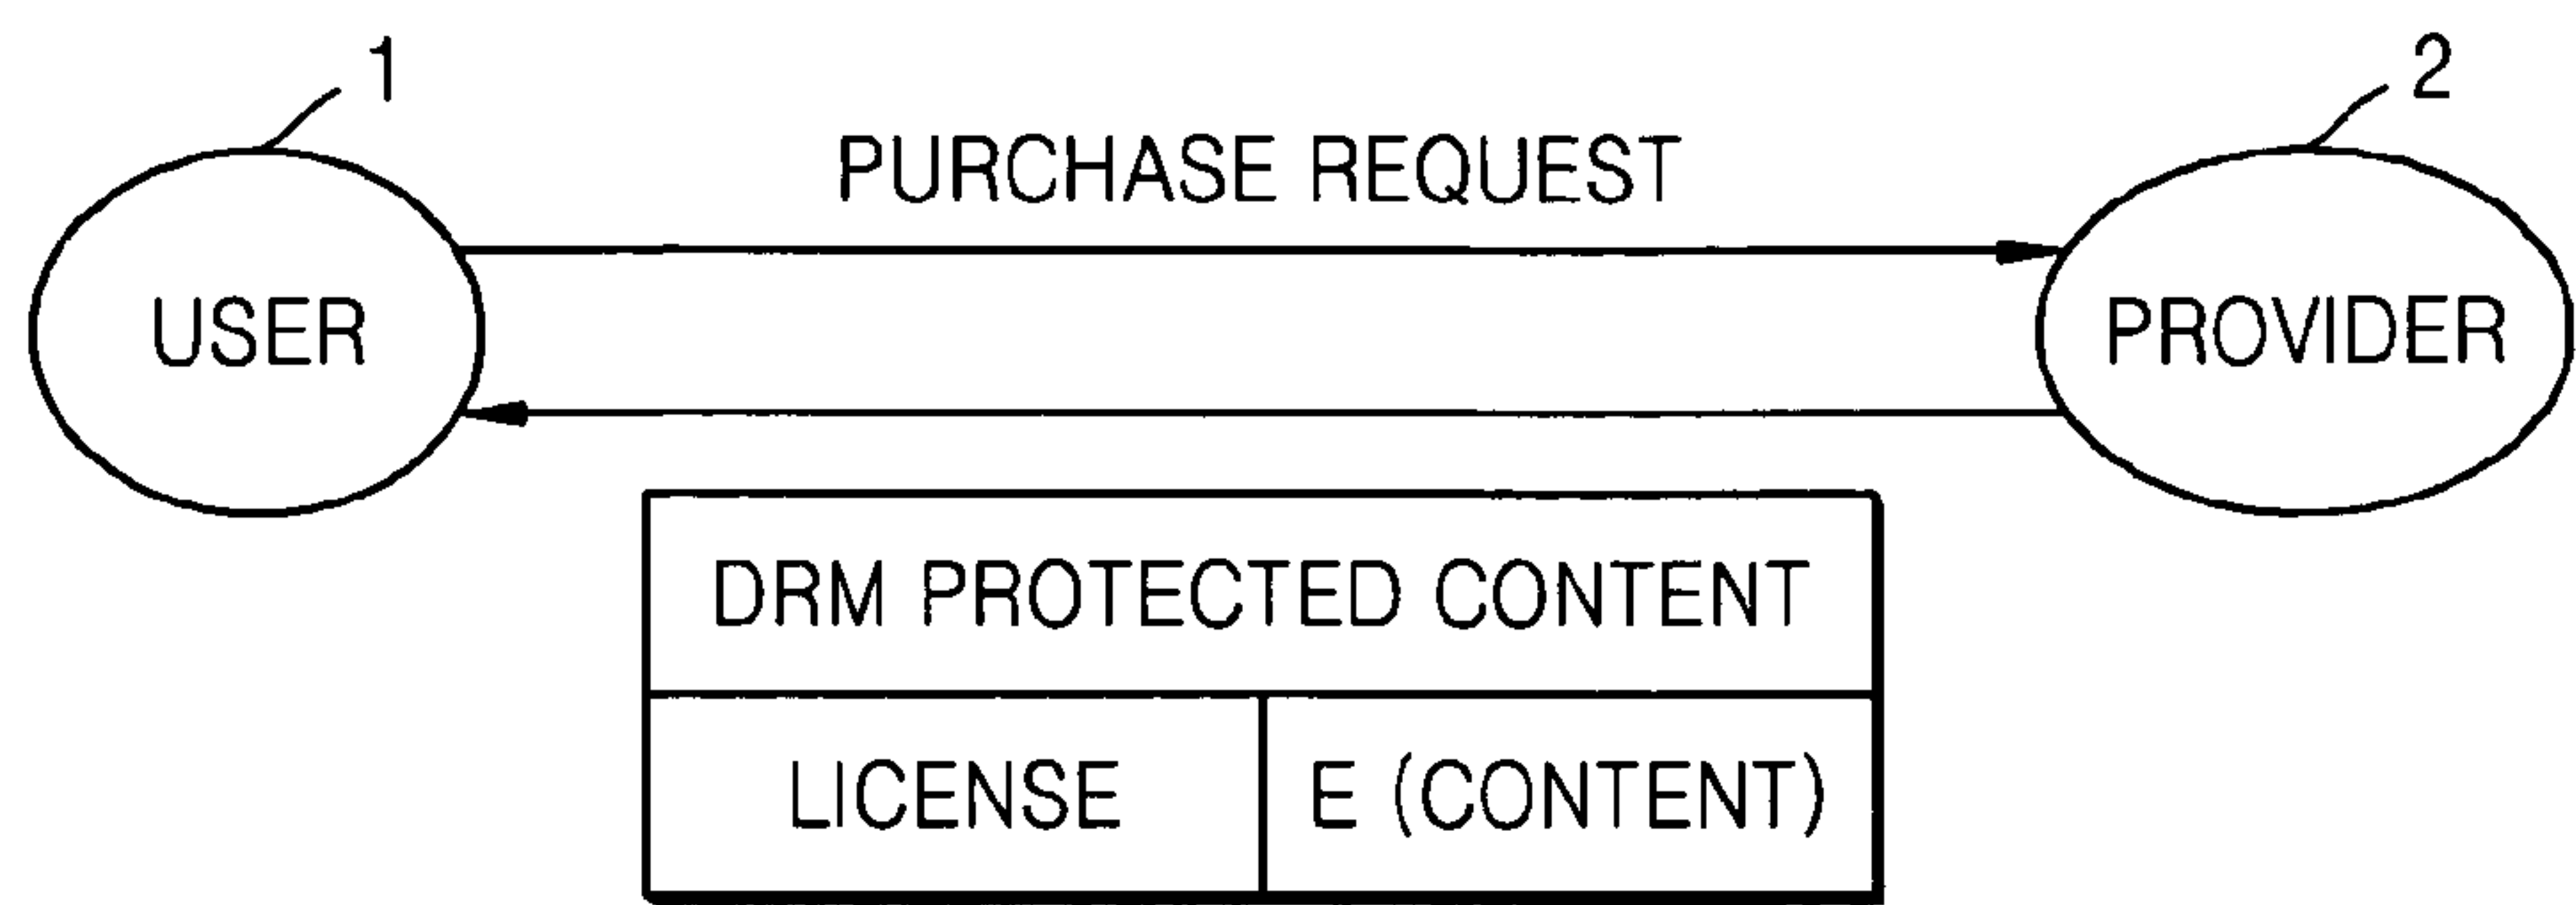 1
2
PURCHASE REQUEST
USER
PROVIDER
DRM PROTECTED CONTENT
LICENSE
E (CONTENT)